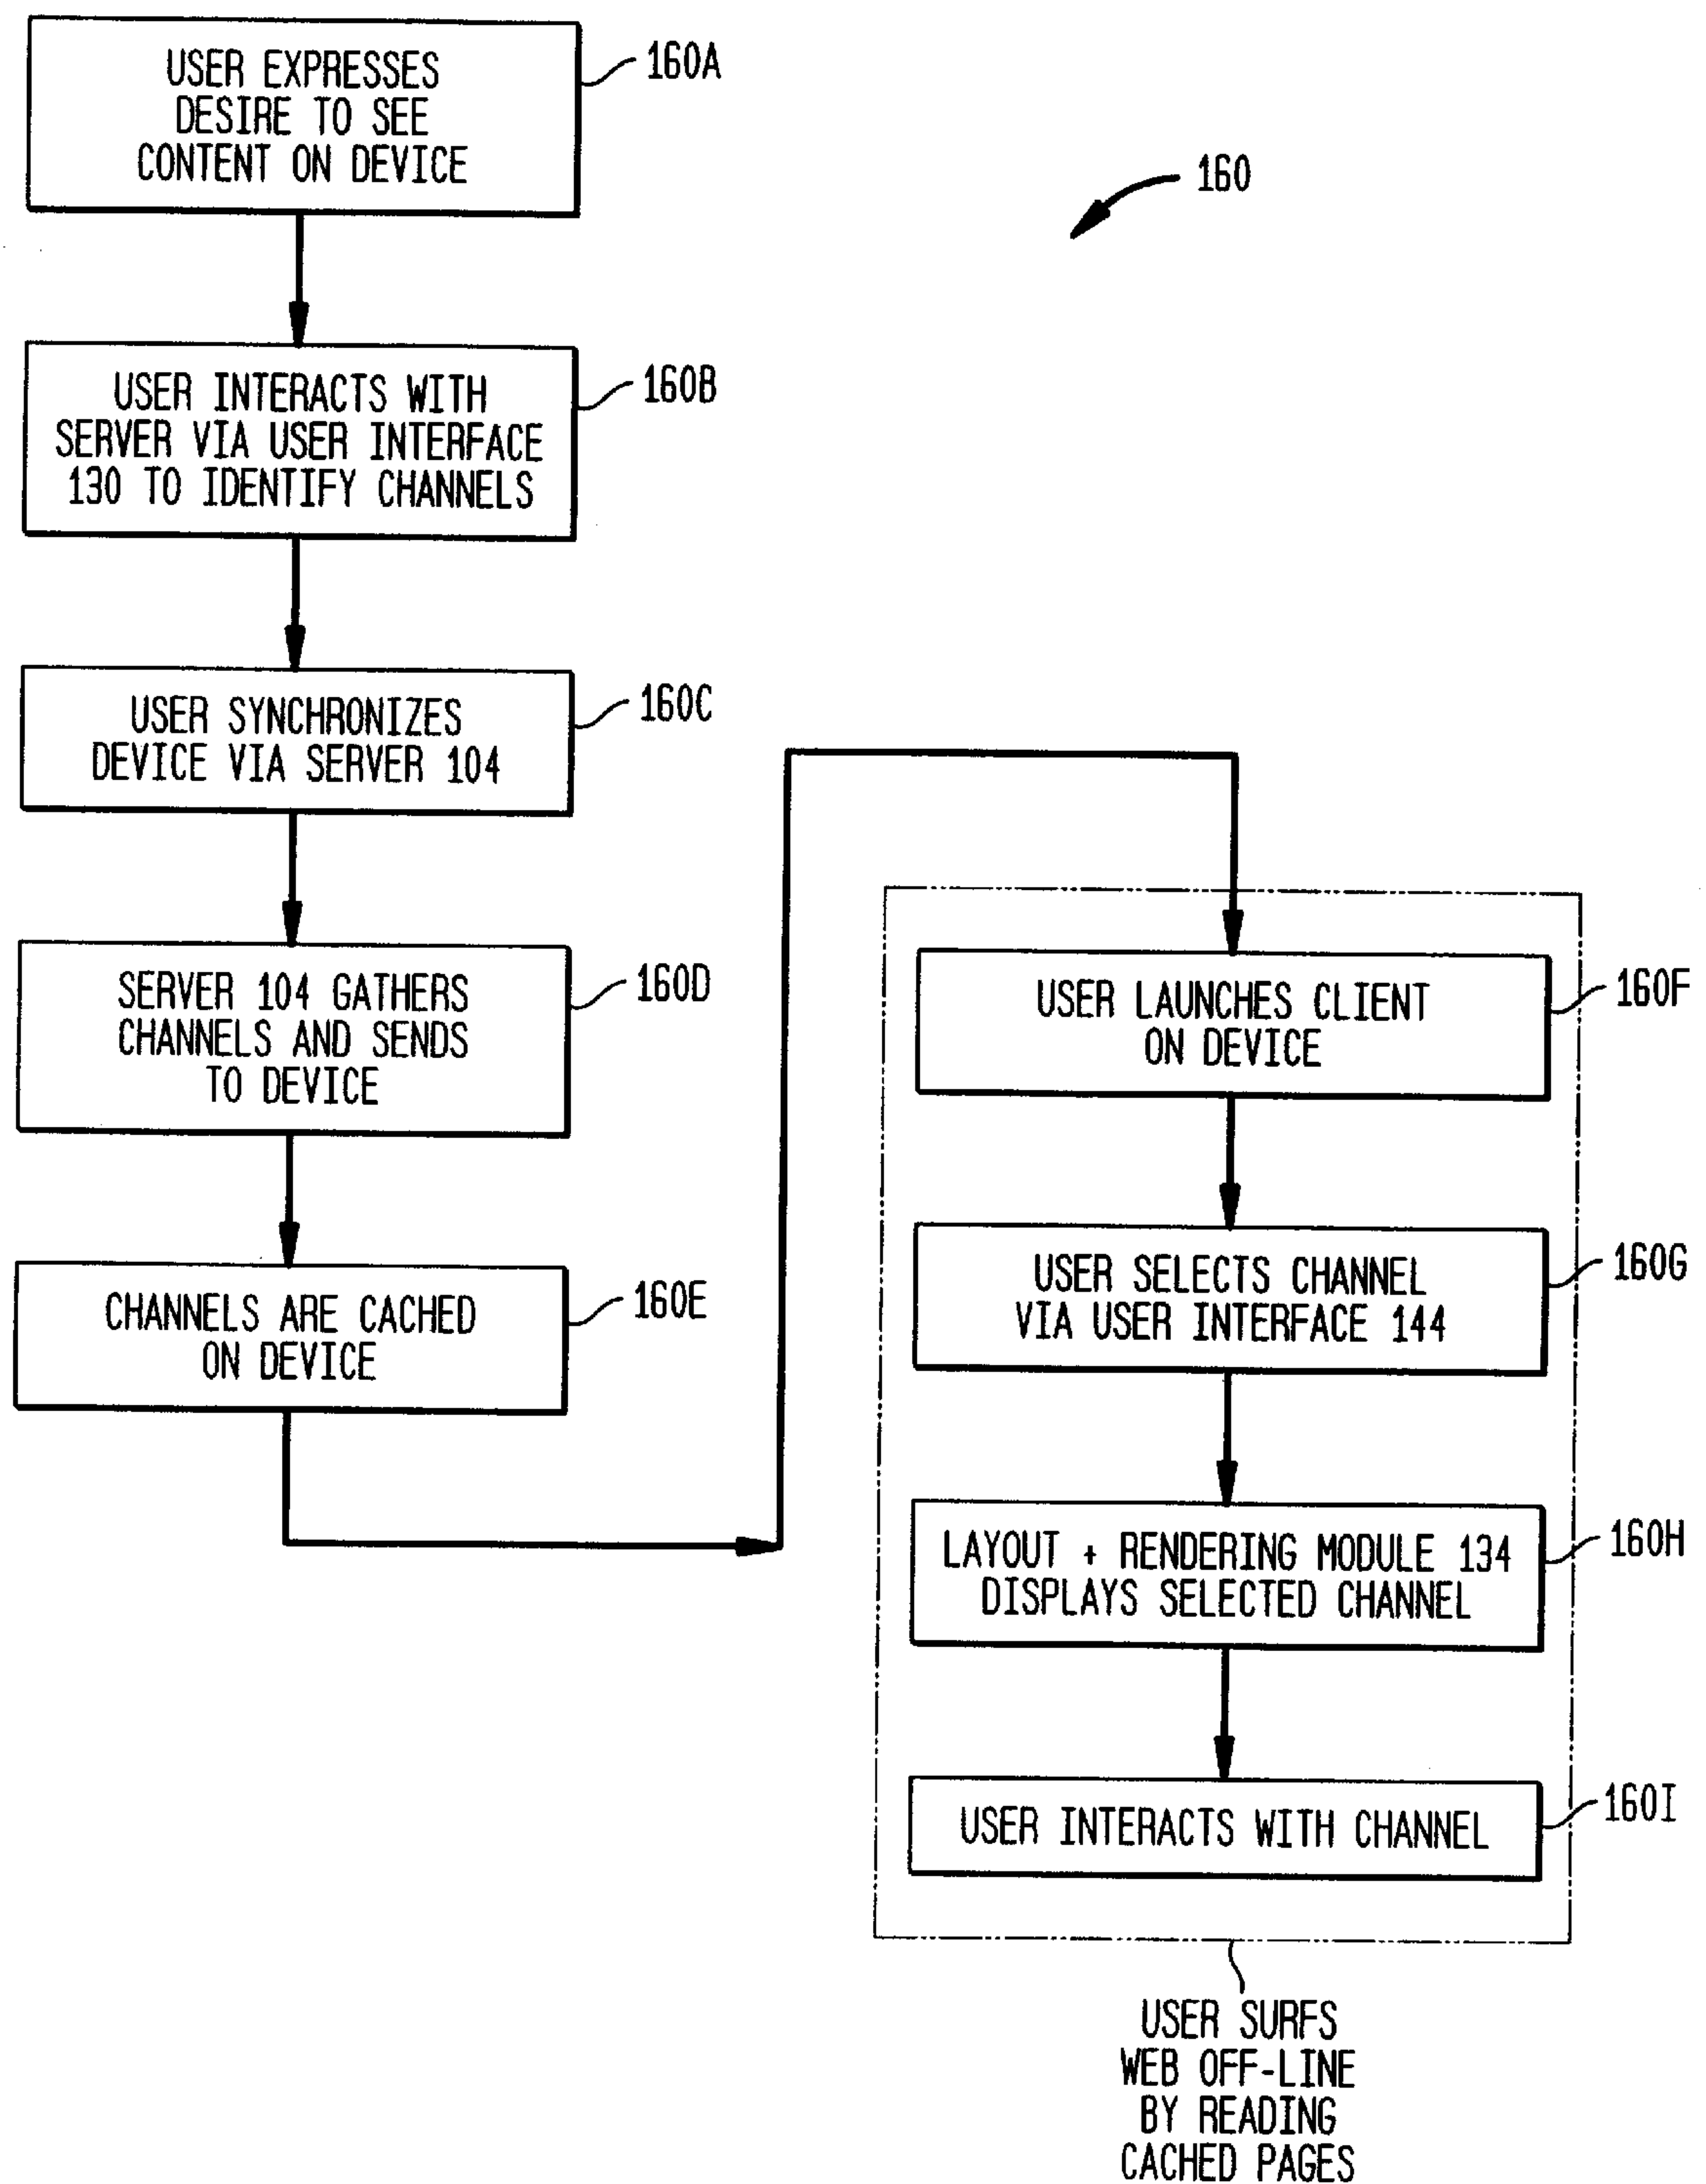 USER EXPRESSES
DESIRE TO SEE
CONTENT ON DEVICE
160A
160
USER INTERACTS WITH
SERVER VIA USER INTERFACE
130 TO IDENTIFY CHANNELS
160B
USER SYNCHRONIZES
DEVICE VIA SERVER 104
160C
SERVER 104 GATHERS
CHANNELS AND SENDS
TO DEVICE
160D
CHANNELS ARE CACHED
ON DEVICE
160E
USER LAUNCHES CLIENT
ON DEVICE
160F
USER SELECTS CHANNEL
VIA USER INTERFACE 144
160G
LAYOUT + RENDERING MODULE 134
DISPLAYS SELECTED CHANNEL
160H
USER INTERACTS WITH CHANNEL
160I
USER SURFS
WEB OFF-LINE
BY READING
CACHED PAGES